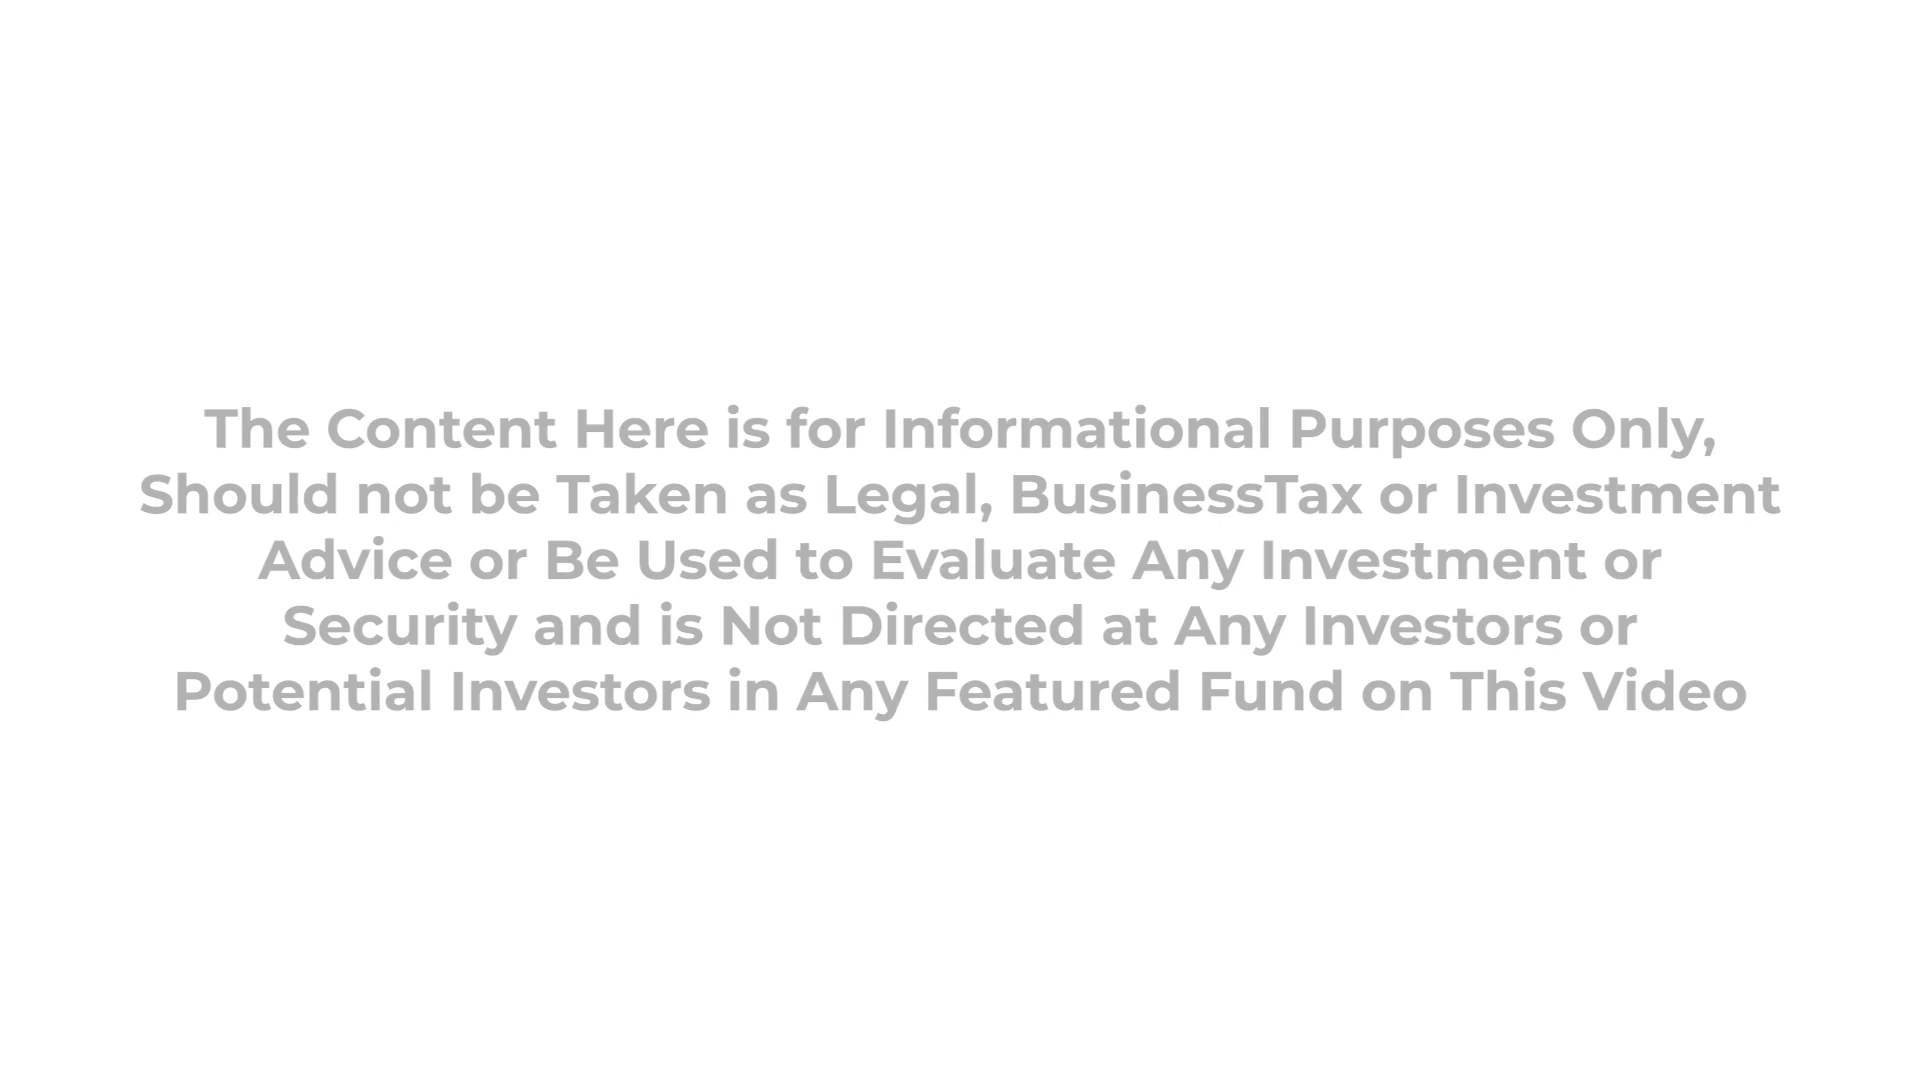 The Content Here is for Informational Purposes Only,
Should not be Taken as Legal, BusinessTax or Investment
Advice or Be Used to Evaluate Any Investment or
Security and is Not Directed at Any Investors or
Potential Investors in Any Featured Fund on This Video